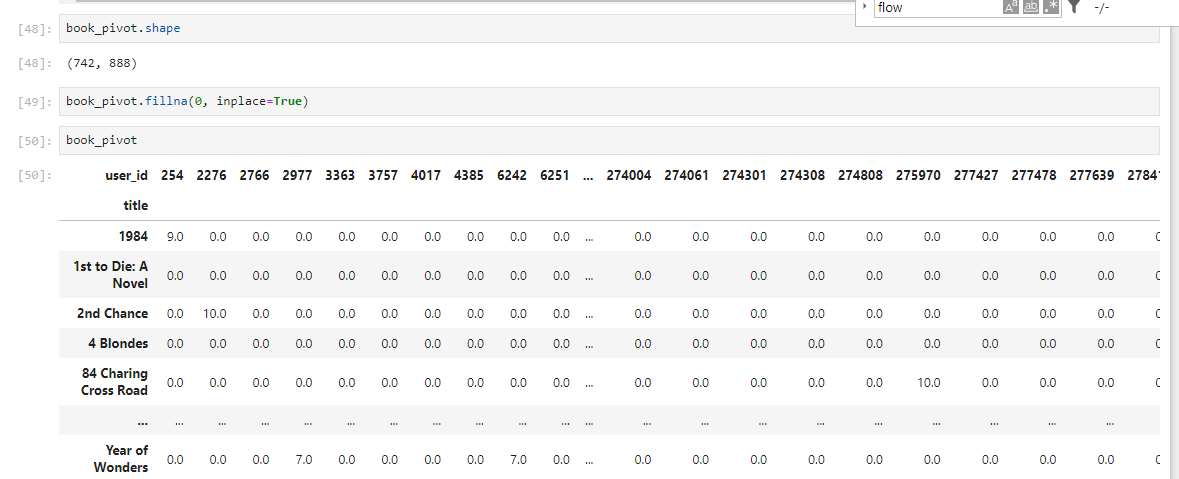 flow Aa ab .* -/-
[48]: book_pivot.shape
[48]: (742, 888)
[49]: book_pivot.fillna(0, inplace=True)
[50]: book_pivot
[50]: user_id 254 2276 2766 2977 3363 3757 4017 4385 6242 6251 ... 274004 274061 274301 274308 274808 275970 277427 277478 277639
title
1984 9.0 0.0 0.0 0.0 0.0 0.0 0.0 0.0 0.0 0.0 ... 0.0 0.0 0.0 0.0 0.0 0.0 0.0 0.0 0.0
1st to Die: A
Novel 0.0 0.0 0.0 0.0 0.0 0.0 0.0 0.0 0.0 0.0 ... 0.0 0.0 0.0 0.0 0.0 0.0 0.0 0.0 0.0
2nd Chance 0.0 10.0 0.0 0.0 0.0 0.0 0.0 0.0 0.0 0.0 ... 0.0 0.0 0.0 0.0 0.0 0.0 0.0 0.0 0.0
4 Blondes 0.0 0.0 0.0 0.0 0.0 0.0 0.0 0.0 0.0 0.0 ... 0.0 0.0 0.0 0.0 0.0 0.0 0.0 0.0 0.0
84 Charing
Cross Road 0.0 0.0 0.0 0.0 0.0 0.0 0.0 0.0 0.0 0.0 ... 0.0 0.0 0.0 0.0 0.0 10.0 0.0 0.0 0.0
... ... ... ... ... ... ... ... ... ... ... ... ... ... ... ... ... ... ... ... ...
Year of
Wonders 0.0 0.0 0.0 7.0 0.0 0.0 0.0 0.0 7.0 0.0 ... 0.0 0.0 0.0 0.0 0.0 0.0 0.0 0.0 0.0